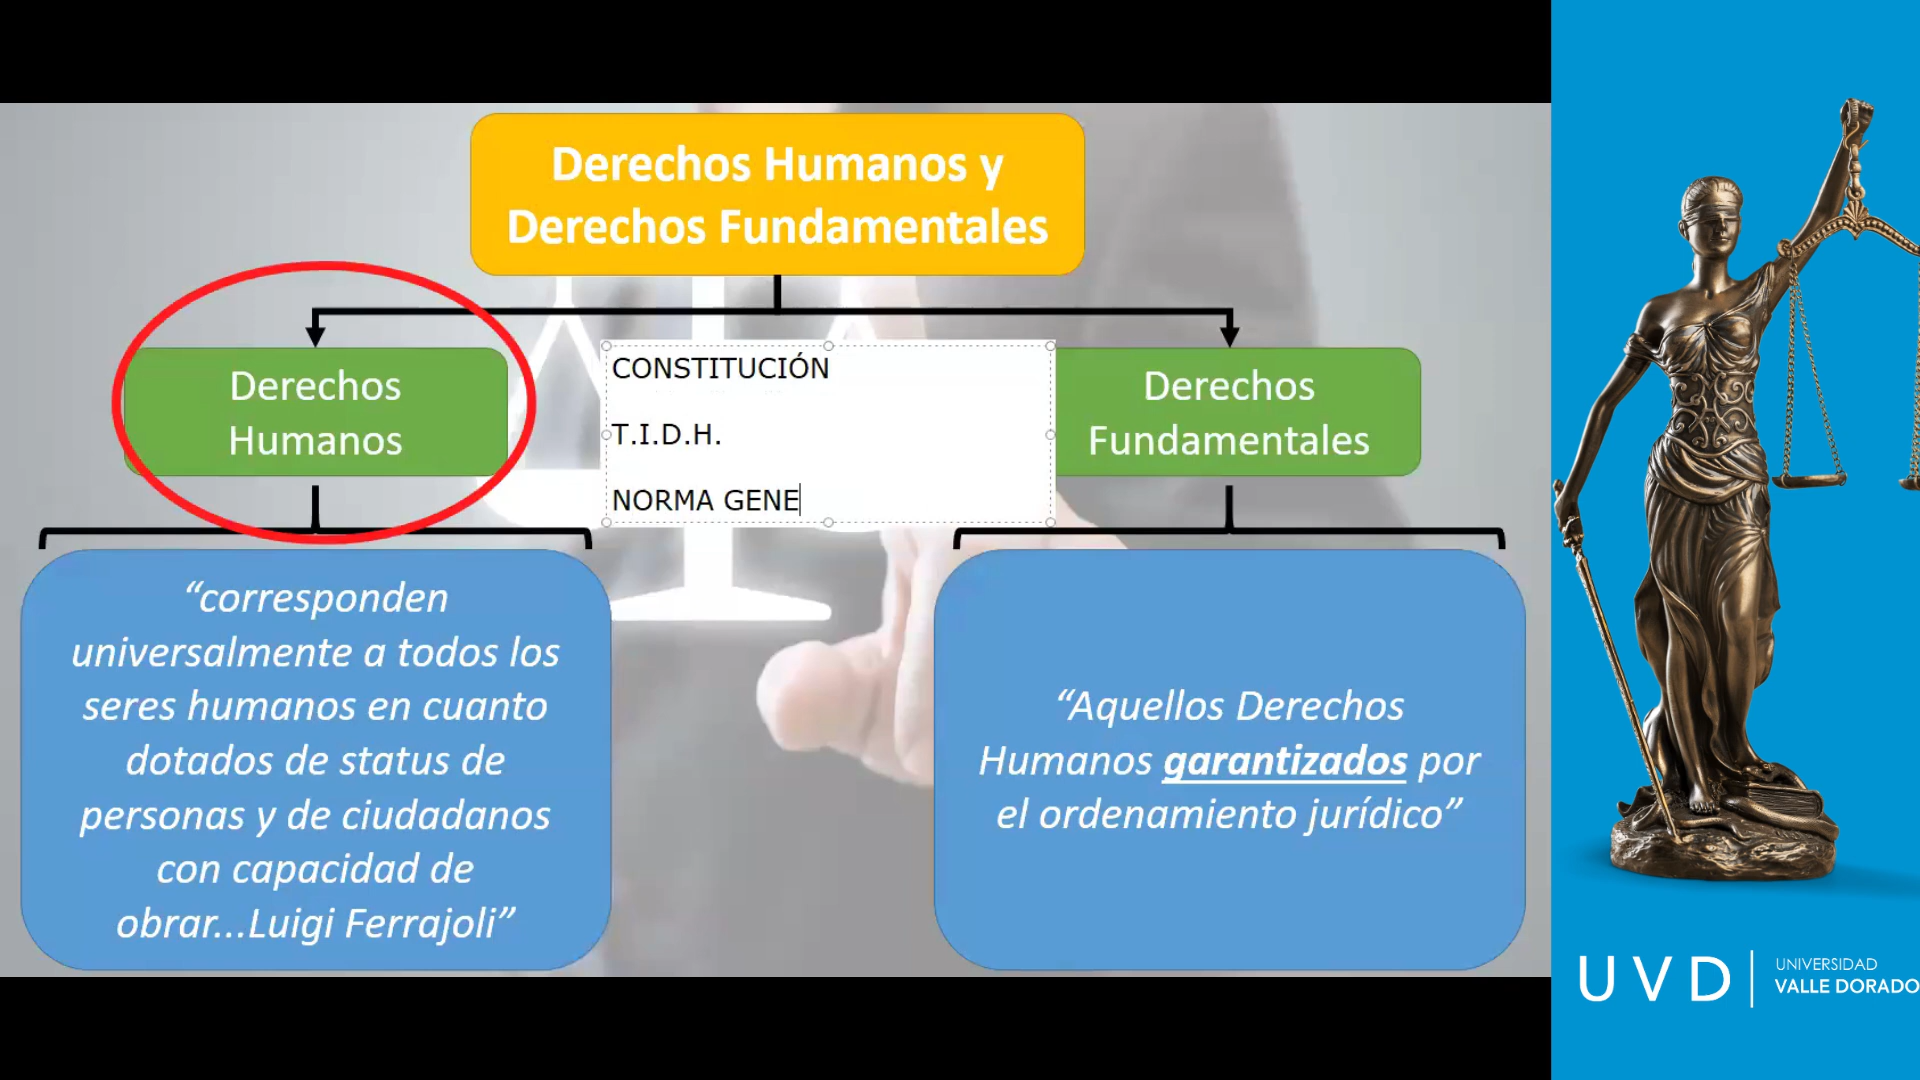 Derechos Humanos y
Derechos Fundamentales
Derechos
Humanos
CONSTITUCIÓN
T.I.D.H.
NORMA GENE
Derechos
Fundamentales
“corresponden
universalmente a todos los
seres humanos en cuanto
dotados de status de
personas y de ciudadanos
con capacidad de
obrar...Luigi Ferrajoli”
“Aquellos Derechos
Humanos garantizados por
el ordenamiento jurídico”
UVD
UNIVERSIDAD
VALLE DORADO